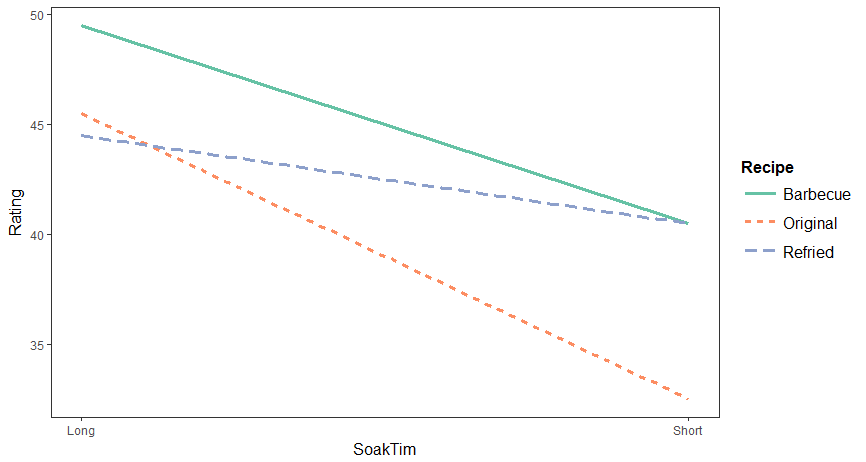 50
45
40
35
Rating
Long
Short
SoakTim
Recipe
Barbecue
Original
Refried